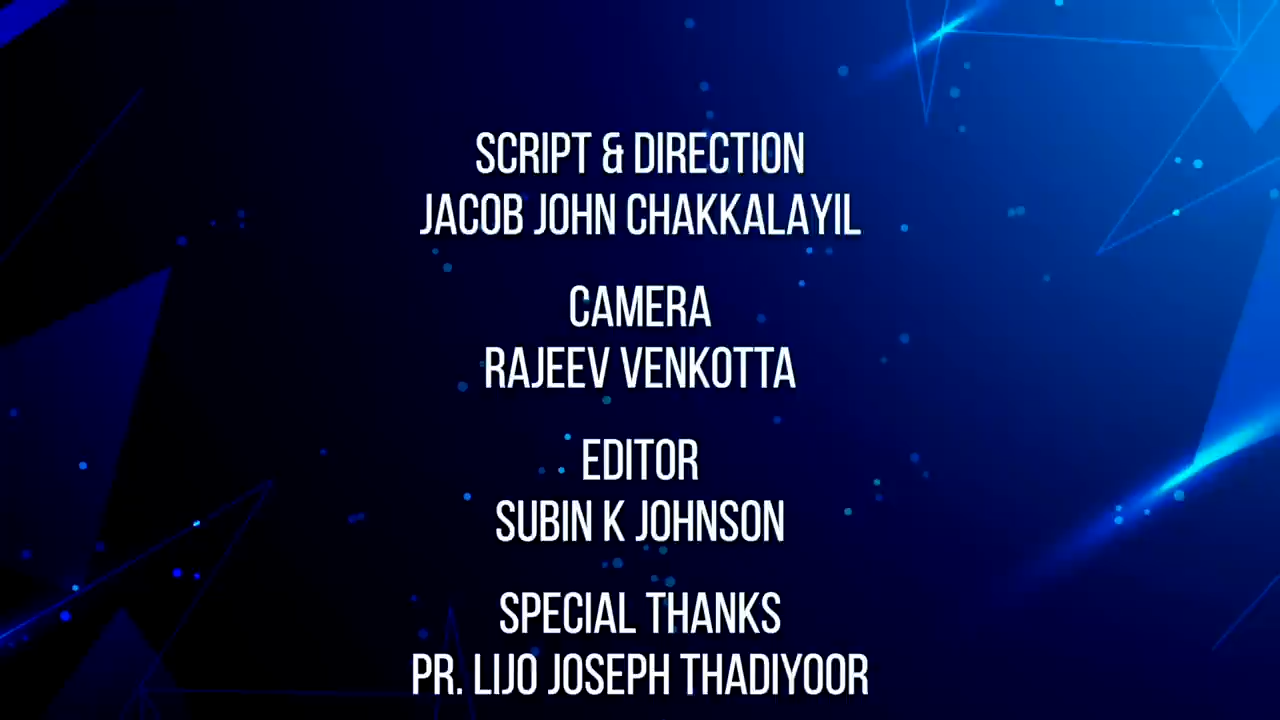 SCRIPT & DIRECTION
JACOB JOHN CHAKKALAYIL
CAMERA
RAJEEV VENKOTTA
EDITOR
SUBIN K JOHNSON
SPECIAL THANKS
PR. LIJO JOSEPH THADIYOOR